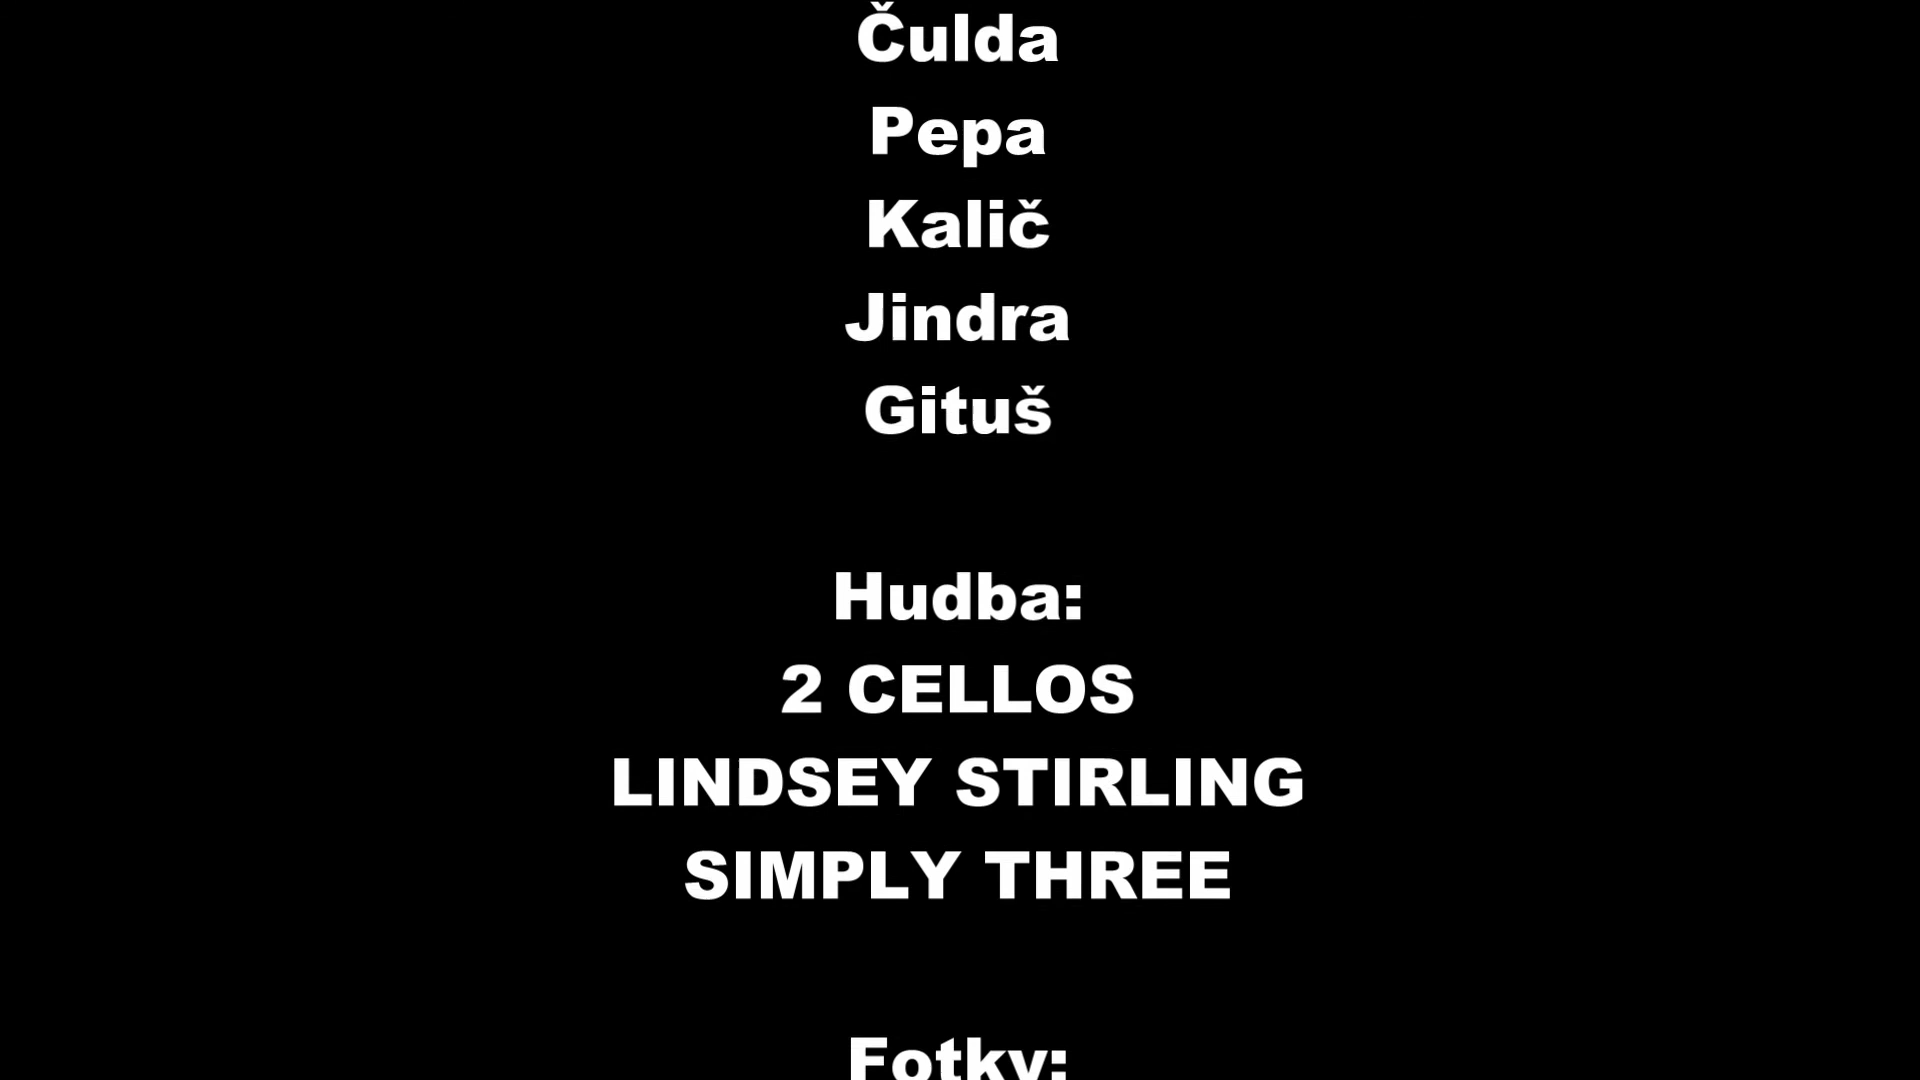 Čulda
Pepa
Kalič
Jindra
Gituš
Hudba:
2 CELLOS
LINDSEY STIRLING
SIMPLY THREE
Fotky: